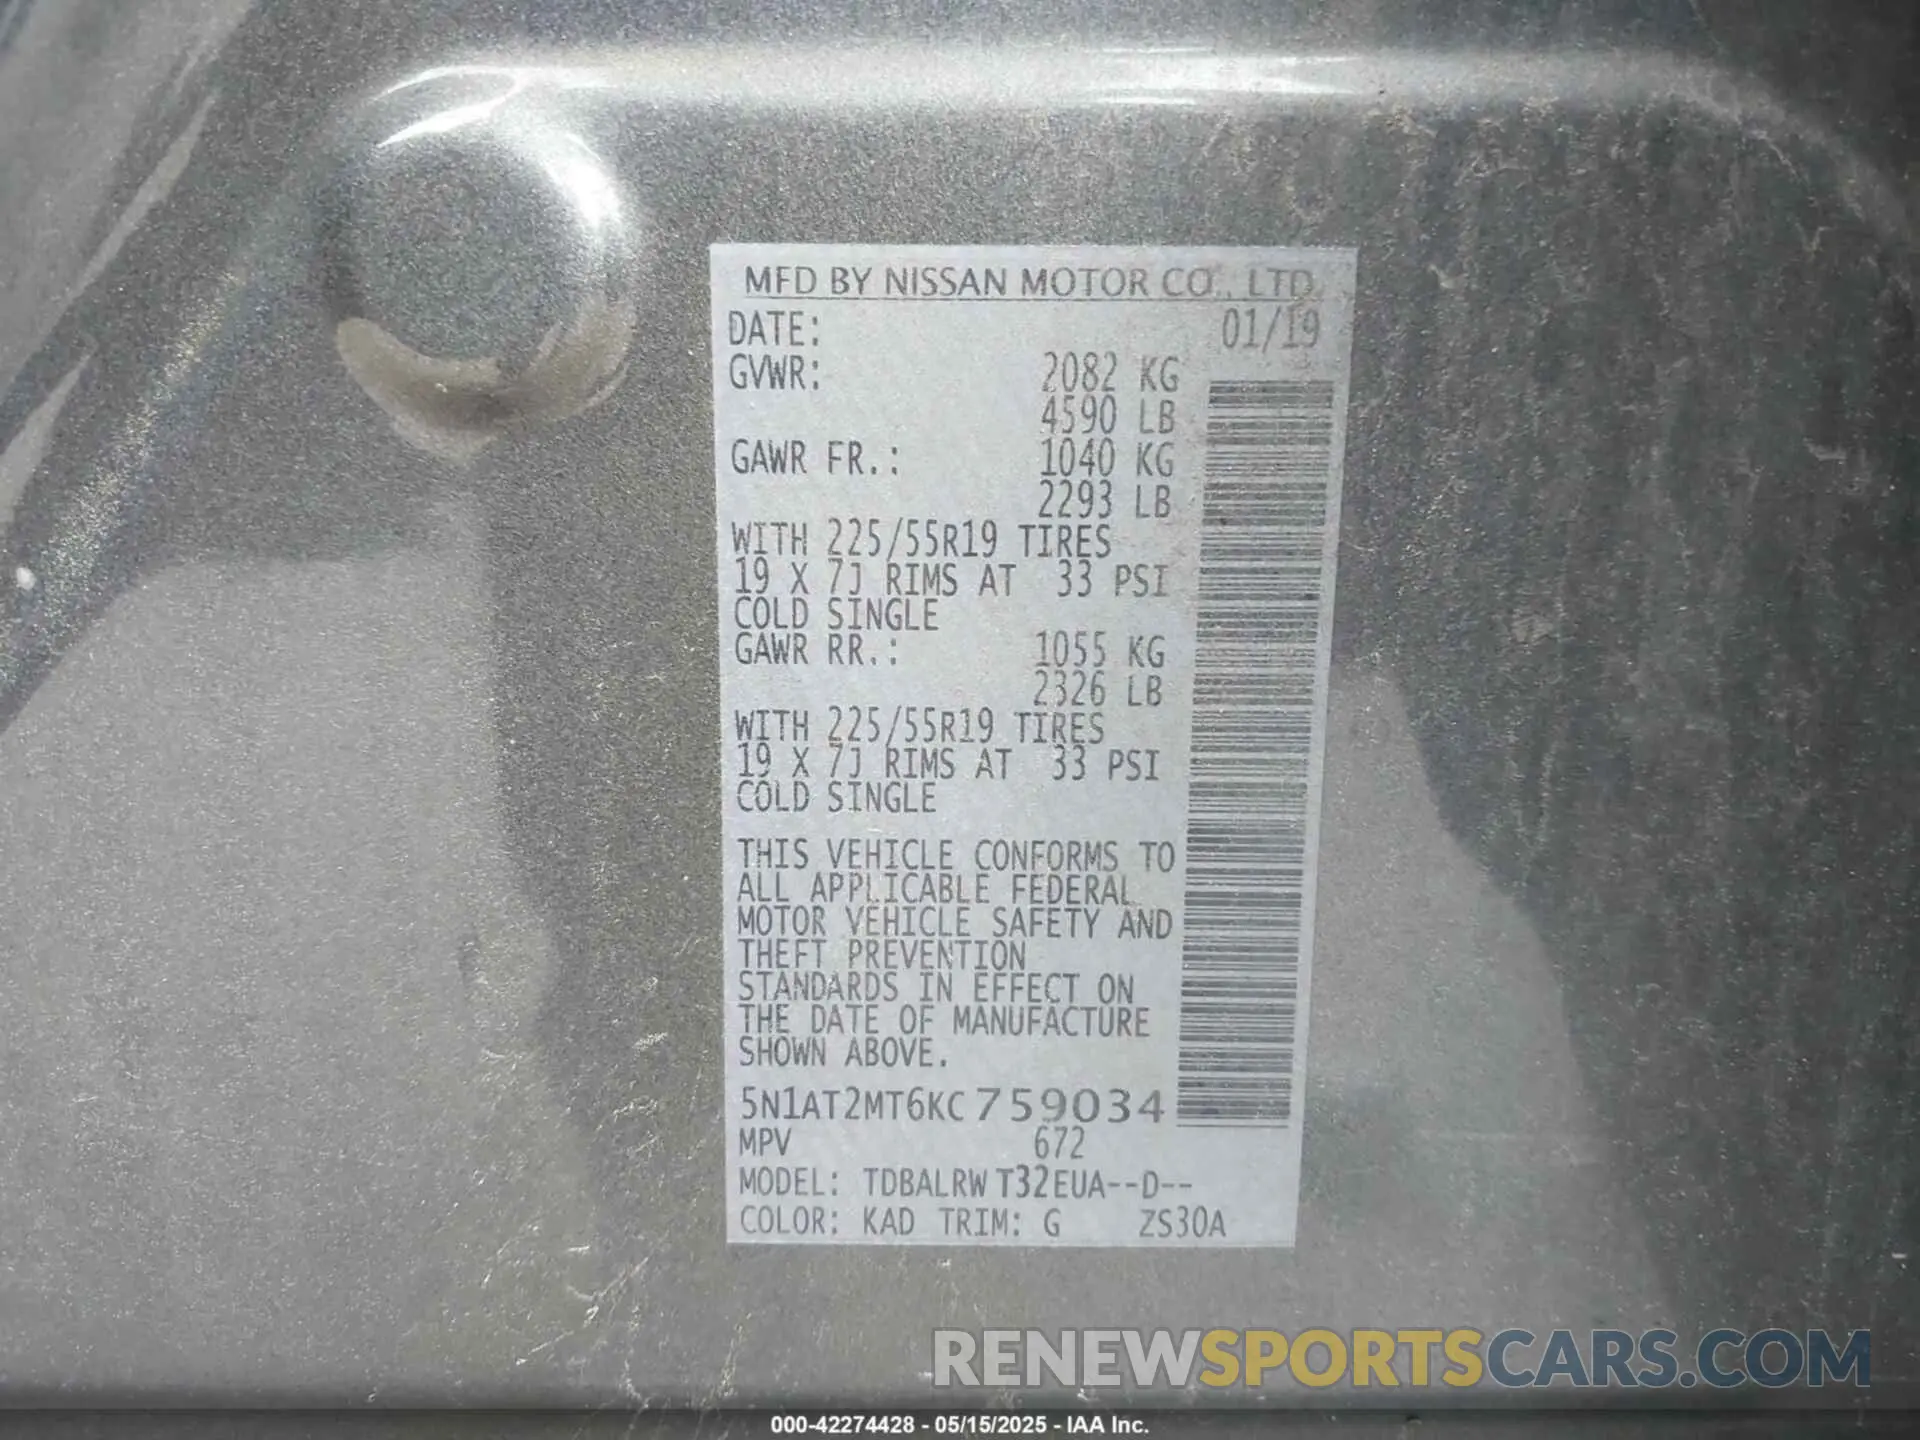 MFD BY NISSAN MOTOR CO., LTD.
DATE: 01/19
GVWR: 2082 KG
4590 LB
GAWR FR.: 1040 KG
2293 LB
WITH 225/55R19 TIRES
19 X 7J RIMS AT 33 PSI
COLD SINGLE
GAWR RR.: 1055 KG
2326 LB
WITH 225/55R19 TIRES
19 X 7J RIMS AT 33 PSI
COLD SINGLE
THIS VEHICLE CONFORMS TO
ALL APPLICABLE FEDERAL
MOTOR VEHICLE SAFETY AND
THEFT PREVENTION
STANDARDS IN EFFECT ON
THE DATE OF MANUFACTURE
SHOWN ABOVE.
5N1AT2MT6KC759034
MPV 672
MODEL: TDBALRW T32EUA--D--
COLOR: KAD TRIM: G ZS30A
RENEWSPORTSCARS.COM
000-42274428 - 05/15/2025 - IAA Inc.